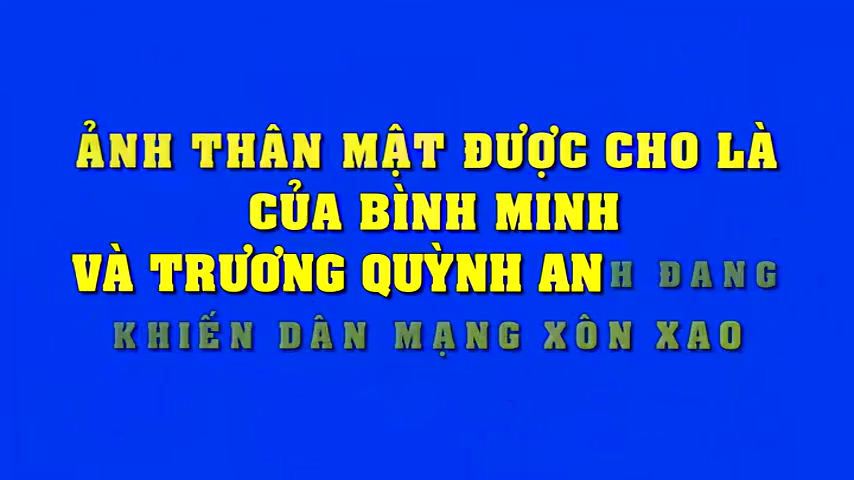 ẢNH THÂN MẬT ĐƯỢC CHO LÀ
CỦA BÌNH MINH
VÀ TRƯƠNG QUỲNH ANH ĐANG
KHIẾN DÂN MẠNG XÔN XAO